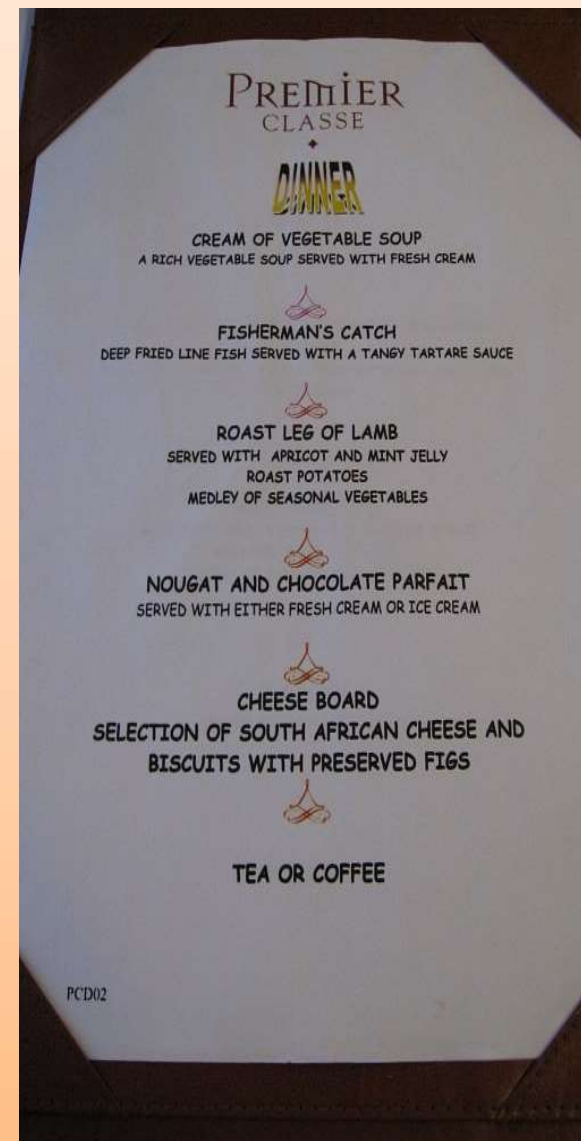 PREMIER
CLASSE
DINNER
CREAM OF VEGETABLE SOUP
A RICH VEGETABLE SOUP SERVED WITH FRESH CREAM
FISHERMAN'S CATCH
DEEP FRIED LINE FISH SERVED WITH A TANGY TARTARE SAUCE
ROAST LEG OF LAMB
SERVED WITH APRICOT AND MINT JELLY
ROAST POTATOES
MEDLEY OF SEASONAL VEGETABLES
NOUGAT AND CHOCOLATE PARFAIT
SERVED WITH EITHER FRESH CREAM OR ICE CREAM
CHEESE BOARD
SELECTION OF SOUTH AFRICAN CHEESE AND
BISCUITS WITH PRESERVED FIGS
TEA OR COFFEE
PCD02